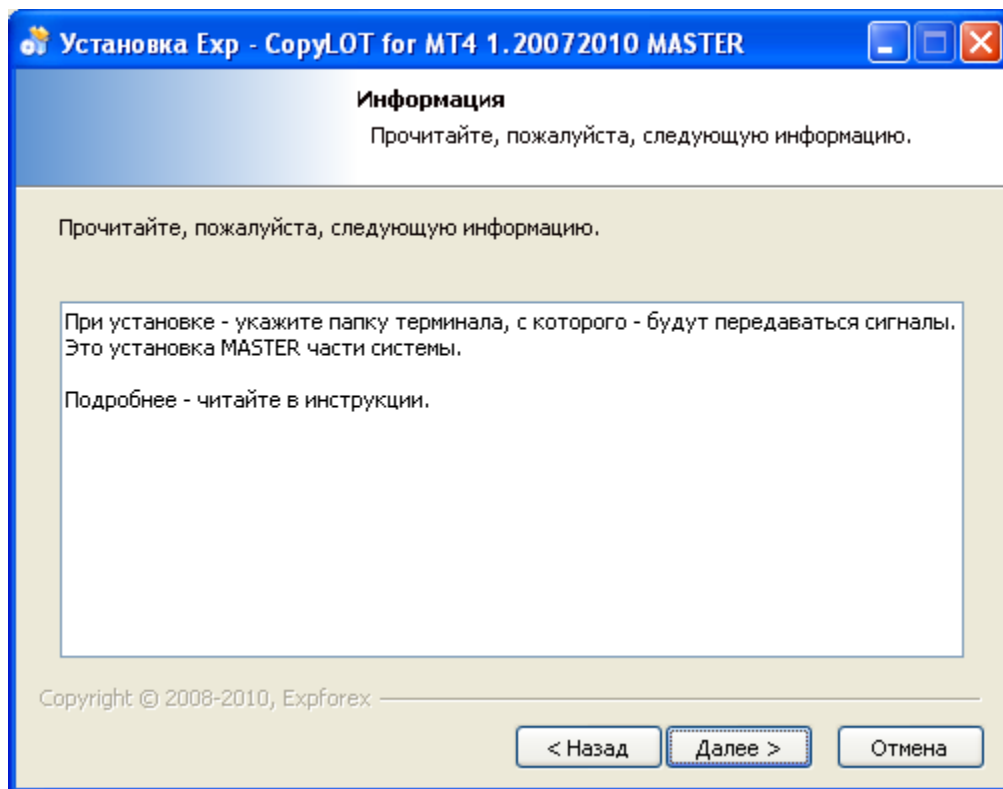 Установка Exp - CopyLOT for MT4 1.20072010 MASTER
Информация
Прочитайте, пожалуйста, следующую информацию.
Прочитайте, пожалуйста, следующую информацию.
При установке - укажите папку терминала, с которого - будут передаваться сигналы.
Это установка MASTER части системы.
Подробнее - читайте в инструкции.
Copyright © 2008-2010, Expforex
< Назад
Далее >
Отмена